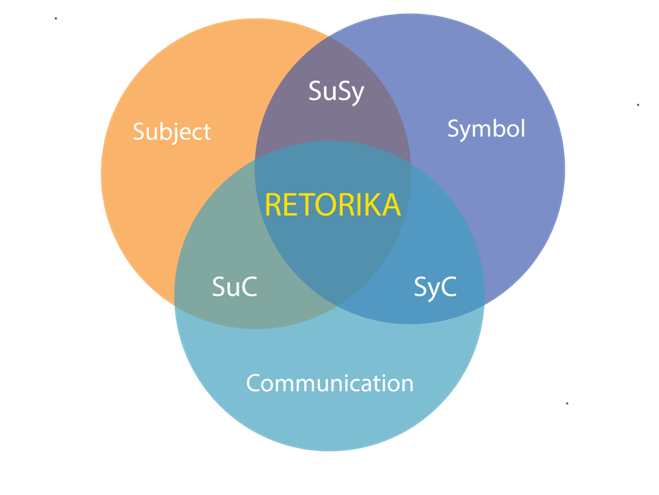 SuSy
Subject
Symbol
RETORIKA
SuC
SyC
Communication